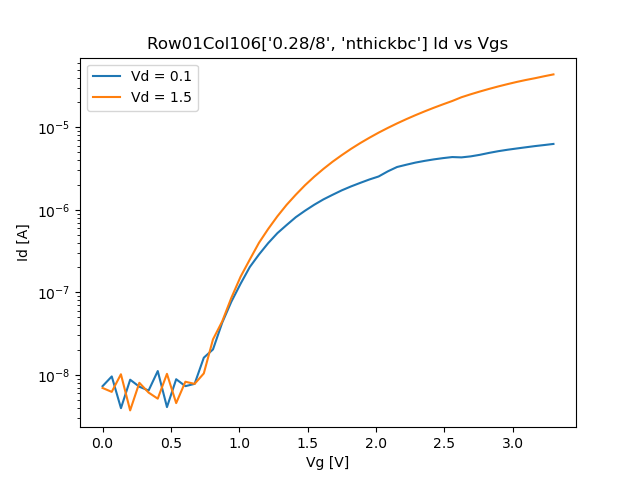 Row01Col106['0.28/8', 'nthickbc'] Id vs Vgs
Vd = 0.1
Vd = 1.5
Id [A]
10⁻⁵
10⁻⁶
10⁻⁷
10⁻⁸
0.0 0.5 1.0 1.5 2.0 2.5 3.0
Vg [V]